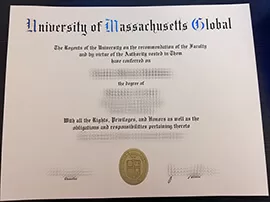 University of Massachusetts Global
The Regents of the University on the recommendation of the Faculty
and by virtue of the Authority vested in Them
have conferred on
the degree of
With all the Rights, Privileges, and Honors as well as the
obligations and responsibilities pertaining thereto